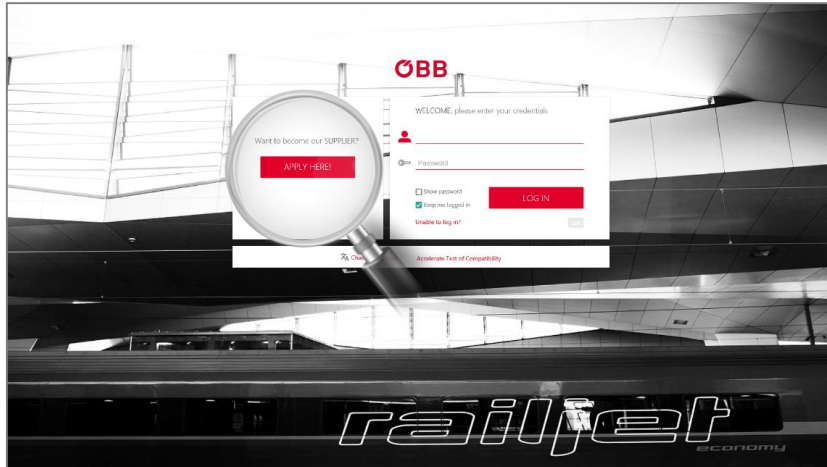 ÖBB
Want to become our SUPPLIER?
APPLY HERE!
WELCOME, please enter your credentials
Password
Show password
Keep me logged in
LOG IN
Unable to log in?
Accelerate Test of Compatibility
railjet
economy